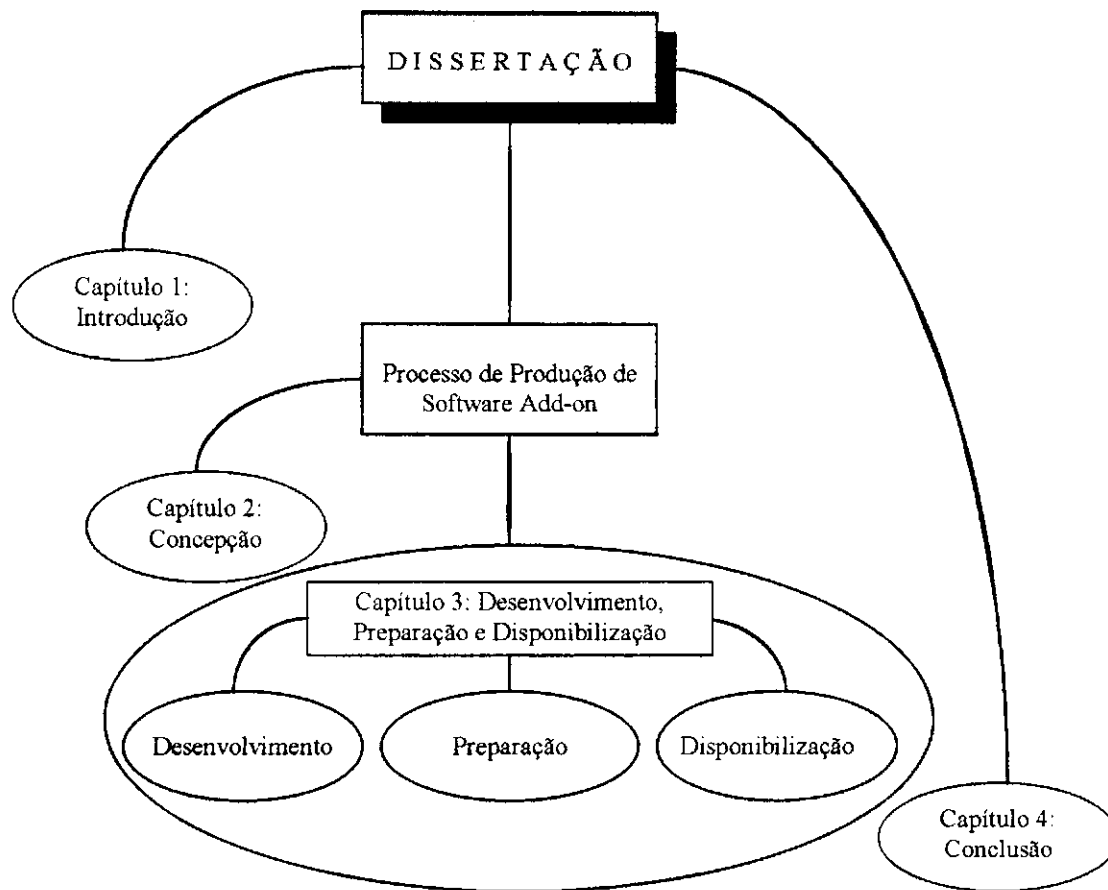 DISSERTAÇÃO
Capítulo 1:
Introdução
Processo de Produção de
Software Add-on
Capítulo 2:
Concepção
Capítulo 3: Desenvolvimento,
Preparação e Disponibilização
Desenvolvimento
Preparação
Disponibilização
Capítulo 4:
Conclusão